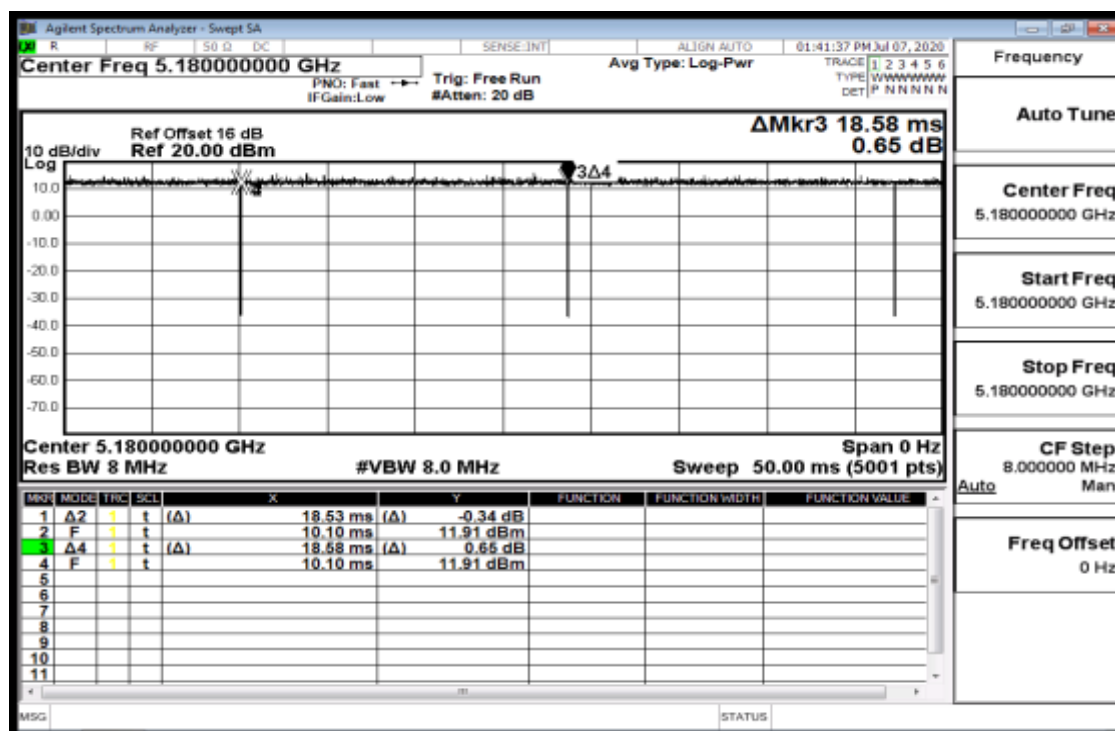 Agilent Spectrum Analyzer - Swept SA
R RF 50 Ω DC SENSE:INT ALIGN AUTO 01:41:37 PM Jul 07, 2020
Center Freq 5.180000000 GHz
PNO: Fast
IFGain:Low
Trig: Free Run
#Atten: 20 dB
Avg Type: Log-Pwr
TRACE 1 2 3 4 5 6
TYPE WWWWWW
DET P N N N N N
Ref Offset 16 dB
Ref 20.00 dBm
10 dB/div
Log
ΔMkr3 18.58 ms
0.65 dB
3Δ4
10.0
0.00
-10.0
-20.0
-30.0
-40.0
-50.0
-60.0
-70.0
Center 5.180000000 GHz Span 0 Hz
Res BW 8 MHz #VBW 8.0 MHz Sweep 50.00 ms (5001 pts)
MKR MODE TRC SCL X Y FUNCTION FUNCTION WIDTH FUNCTION VALUE
1 Δ2 1 t (Δ) 18.53 ms (Δ) -0.34 dB
2 F 1 t 10.10 ms 11.91 dBm
3 Δ4 1 t (Δ) 18.58 ms (Δ) 0.65 dB
4 F 1 t 10.10 ms 11.91 dBm
5
6
7
8
9
10
11
MSG STATUS
Frequency
Auto Tune
Center Freq
5.180000000 GHz
Start Freq
5.180000000 GHz
Stop Freq
5.180000000 GHz
CF Step
8.000000 MHz
Auto Man
Freq Offset
0 Hz